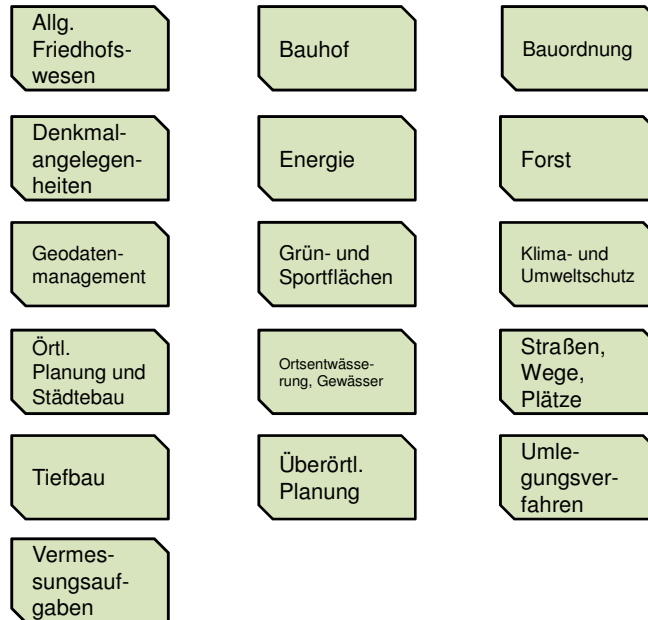 Allg.
Friedhofs-
wesen
Bauhof
Bauordnung
Denkmal-
angelegen-
heiten
Energie
Forst
Geodaten-
management
Grün- und
Sportflächen
Klima- und
Umweltschutz
Örtl.
Planung und
Städtebau
Ortsentwässe-
rung, Gewässer
Straßen,
Wege,
Plätze
Tiefbau
Überörtl.
Planung
Umle-
gungsver-
fahren
Vermes-
sungsauf-
gaben